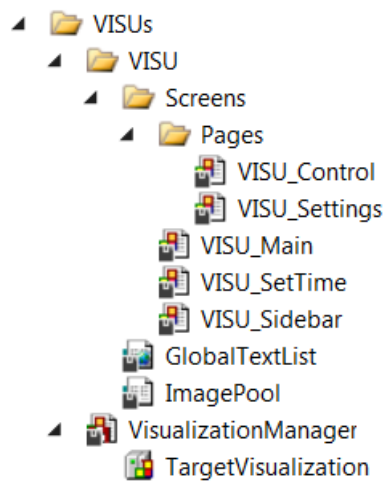 VISUs
VISU
Screens
Pages
VISU_Control
VISU_Settings
VISU_Main
VISU_SetTime
VISU_Sidebar
GlobalTextList
ImagePool
VisualizationManager
TargetVisualization